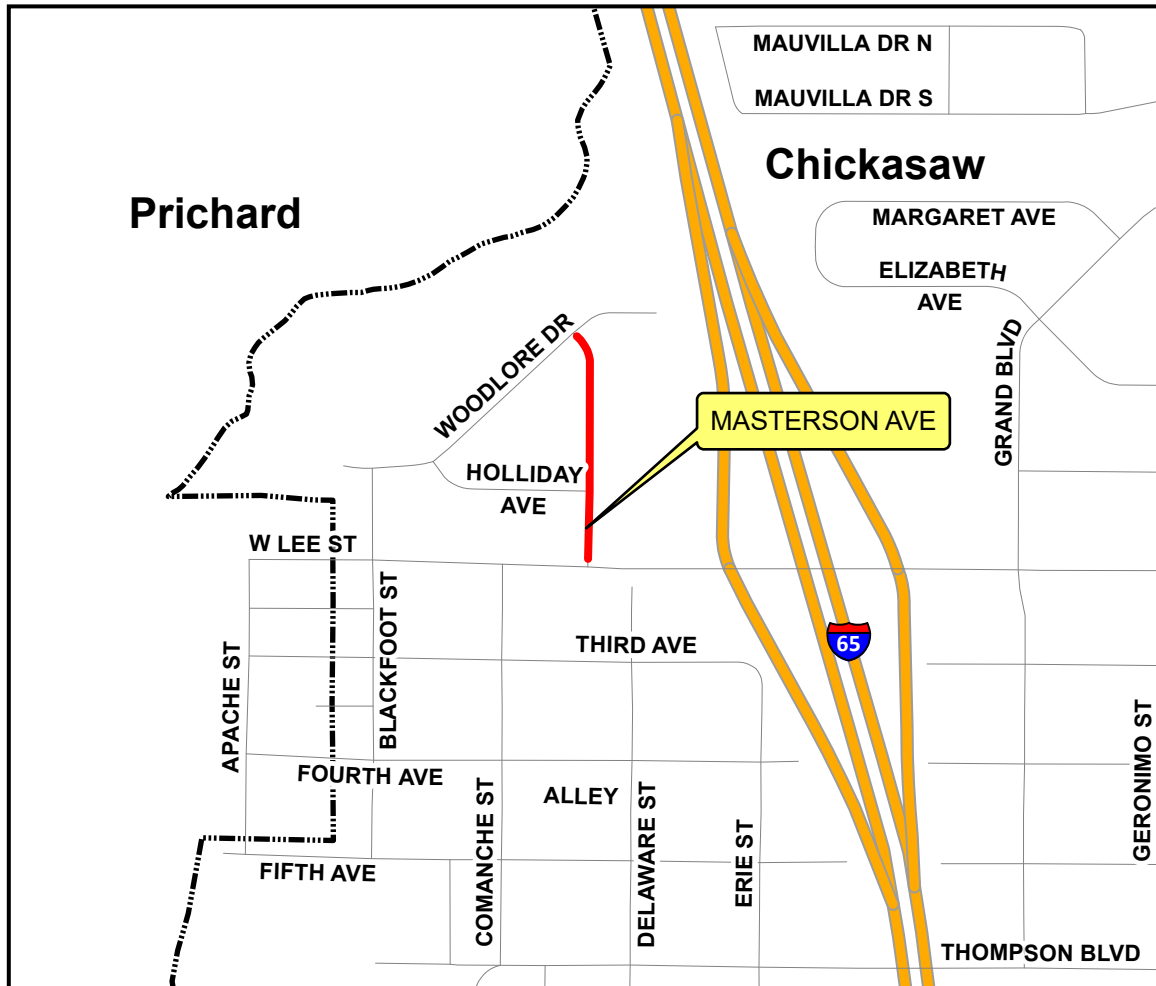 MAUVILLA DR N
MAUVILLA DR S
Chickasaw
Prichard
MARGARET AVE
ELIZABETH
AVE
WOODLORE DR
GRAND BLVD
MASTERSON AVE
HOLLIDAY
AVE
W LEE ST
BLACKFOOT ST
THIRD AVE
65
APACHE ST
FOURTH AVE
ALLEY
COMANCHE ST
DELAWARE ST
ERIE ST
GERONIMO ST
FIFTH AVE
THOMPSON BLVD